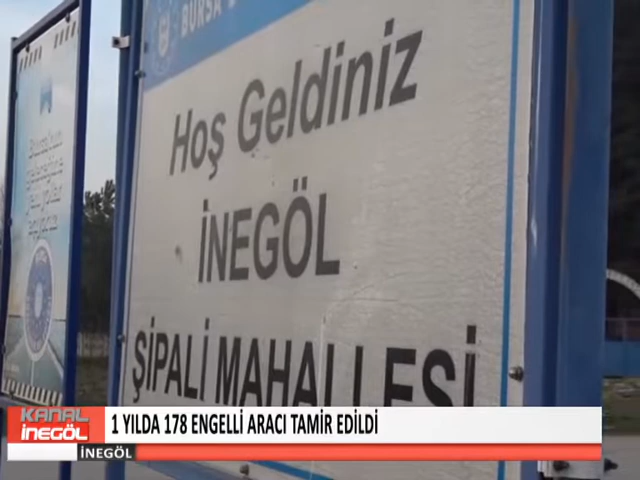 BURSA
Hoş Geldiniz
İNEGÖL
ŞİPALİ MAHALLESİ
KANAL
İNEGÖL
1 YILDA 178 ENGELLİ ARACI TAMİR EDİLDİ
İNEGÖL